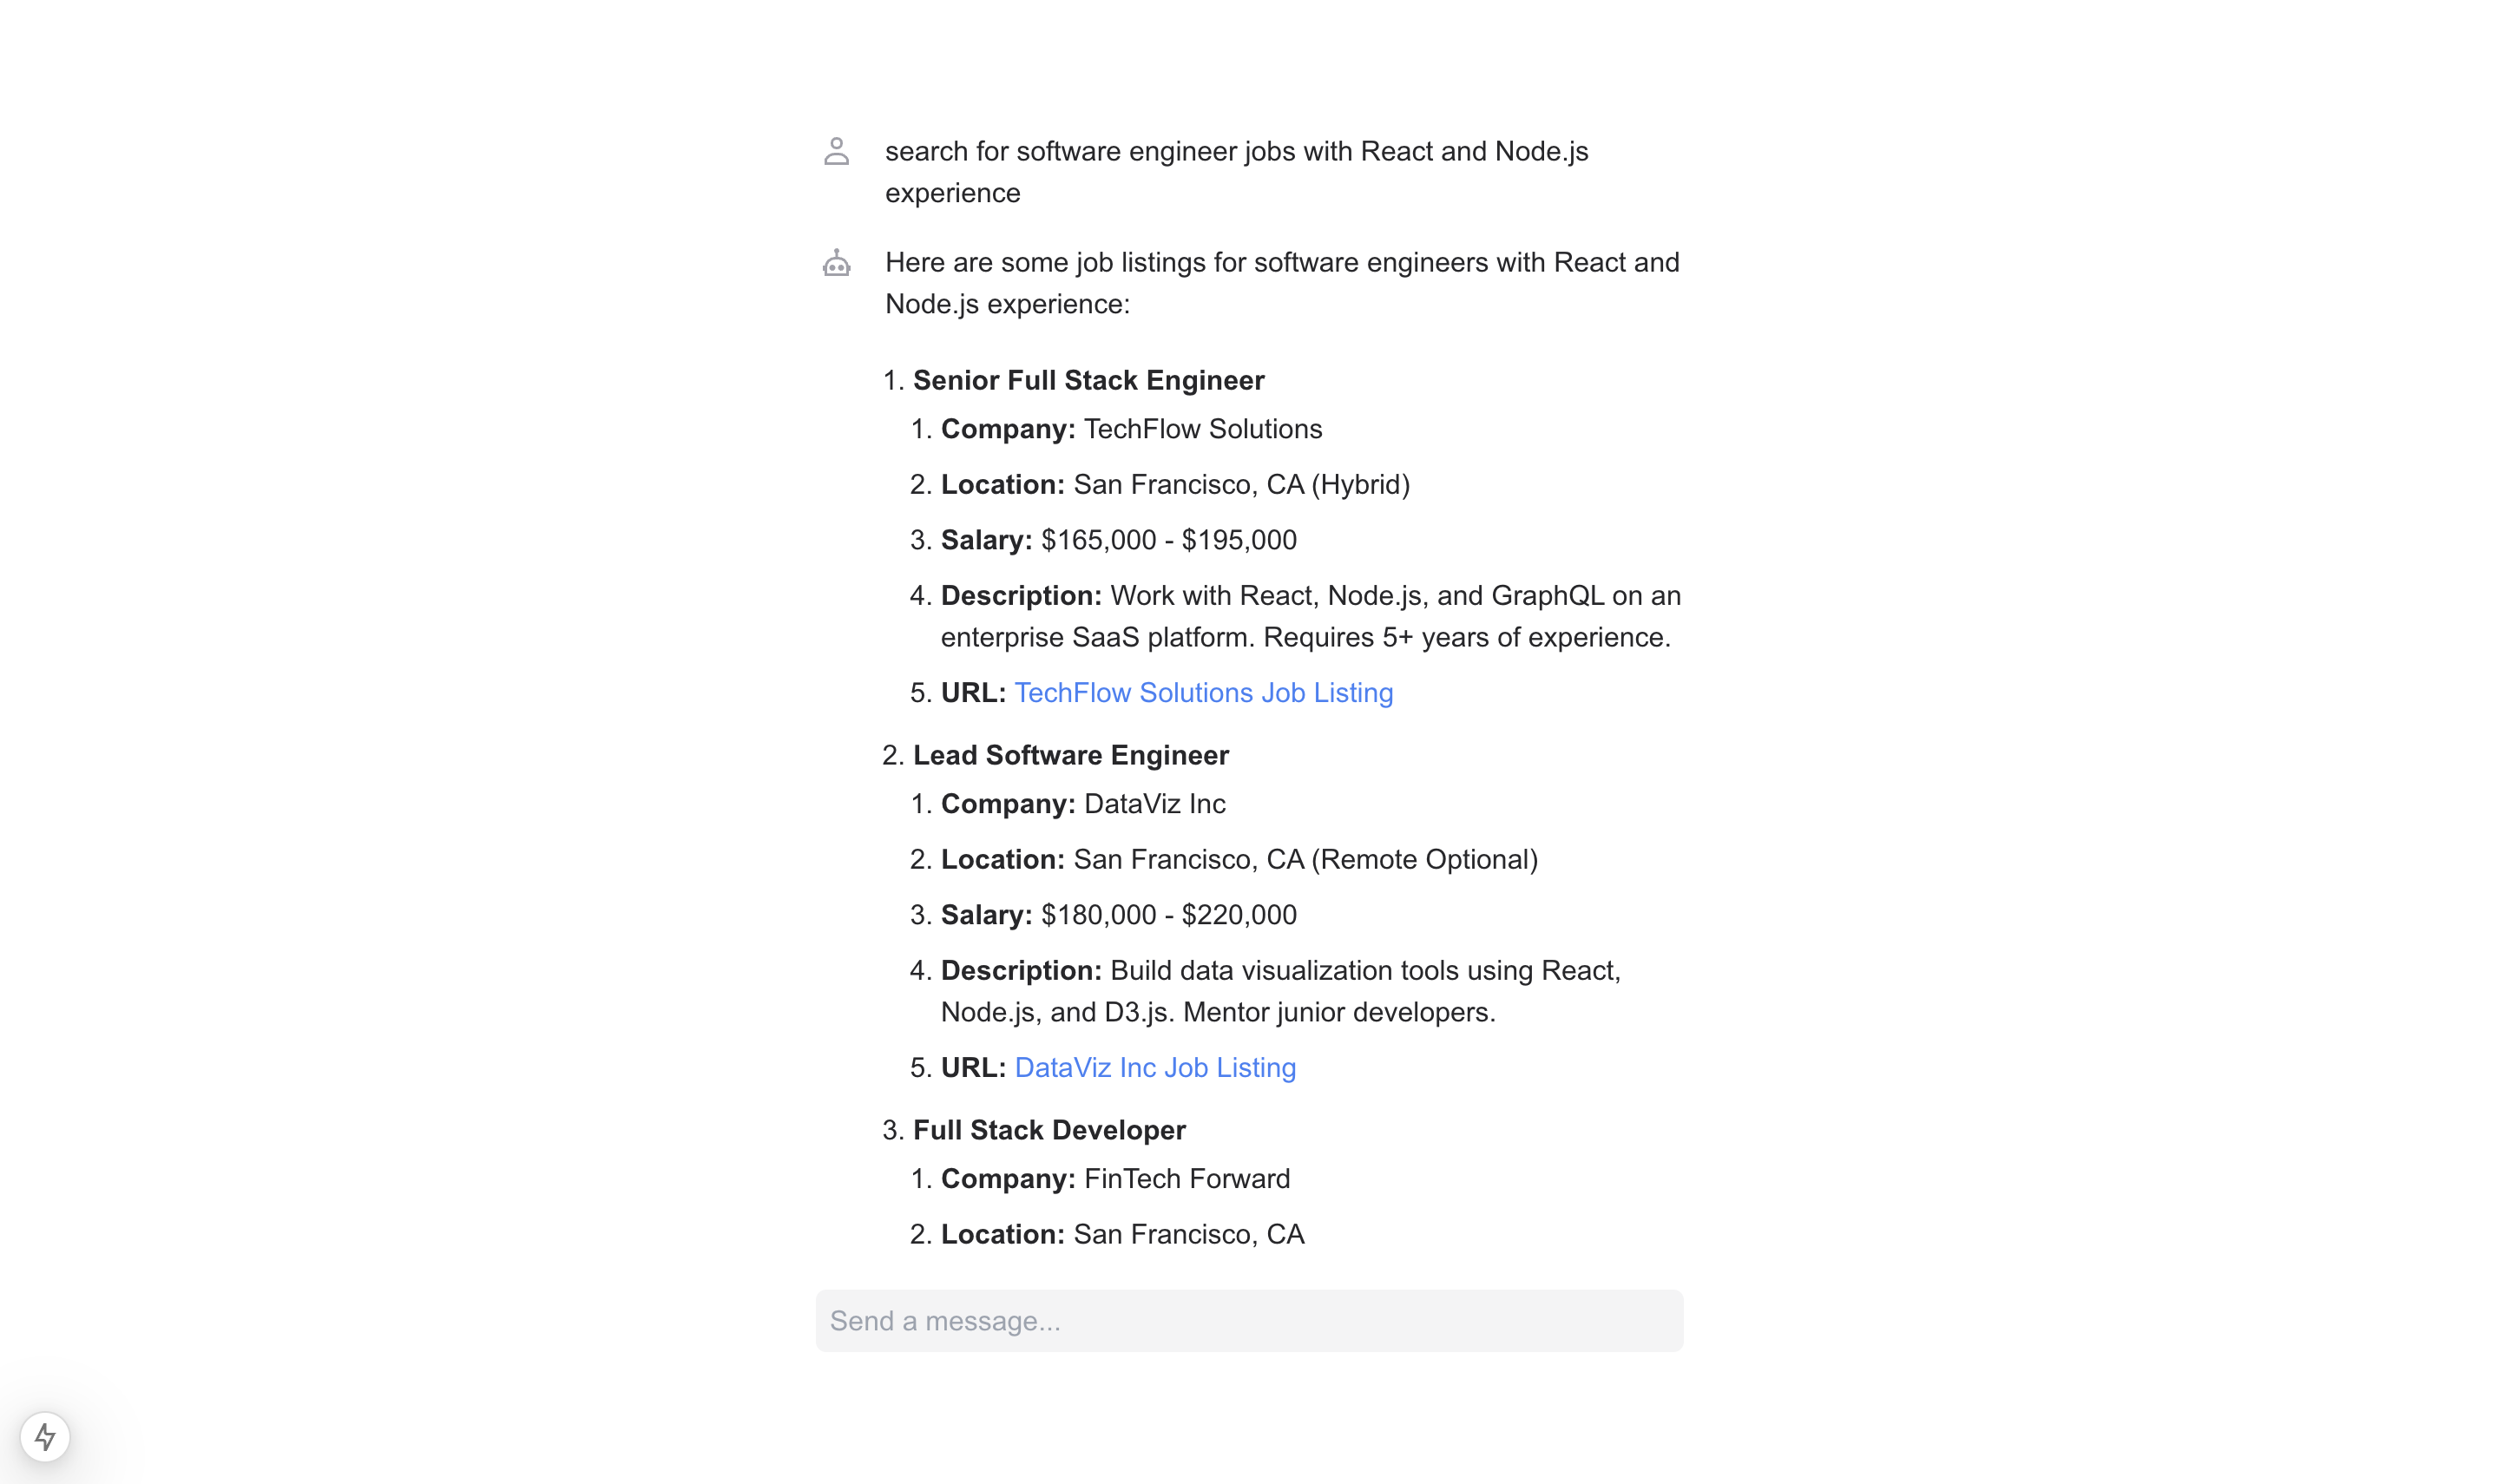 search for software engineer jobs with React and Node.js
experience
Here are some job listings for software engineers with React and
Node.js experience:
1. Senior Full Stack Engineer
1. Company: TechFlow Solutions
2. Location: San Francisco, CA (Hybrid)
3. Salary: $165,000 - $195,000
4. Description: Work with React, Node.js, and GraphQL on an
enterprise SaaS platform. Requires 5+ years of experience.
5. URL: TechFlow Solutions Job Listing
2. Lead Software Engineer
1. Company: DataViz Inc
2. Location: San Francisco, CA (Remote Optional)
3. Salary: $180,000 - $220,000
4. Description: Build data visualization tools using React,
Node.js, and D3.js. Mentor junior developers.
5. URL: DataViz Inc Job Listing
3. Full Stack Developer
1. Company: FinTech Forward
2. Location: San Francisco, CA
Send a message...